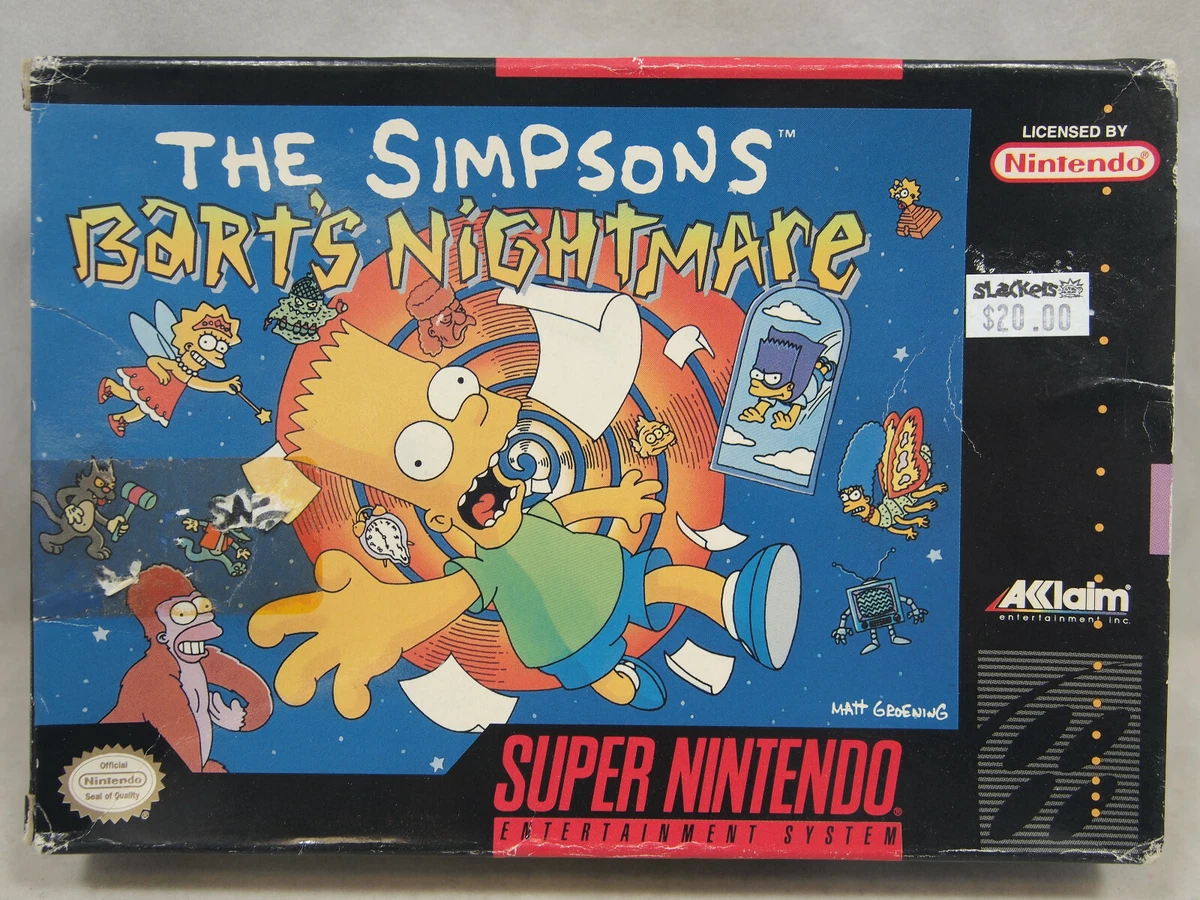 THE SIMPSONS™
BART'S NIGHTMARE
LICENSED BY
Nintendo®
SLACKERS
$20.00
AKKlaim®
entertainment inc.
MATT GROENING
Official
Nintendo
Seal of Quality
®
SUPER NINTENDO®
ENTERTAINMENT SYSTEM